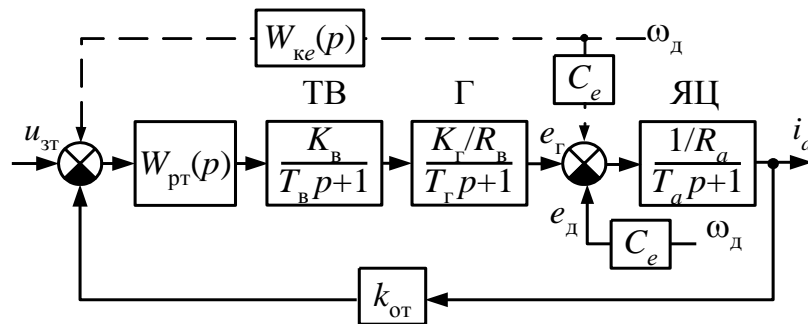 W_кe(p)
ω_д
C_e
ТВ
Г
ЯЦ
u_зт
W_рт(p)
K_в
T_в p+1
K_г/R_в
T_г p+1
e_г
1/R_a
T_a p+1
i_a
e_д
C_e
ω_д
k_от